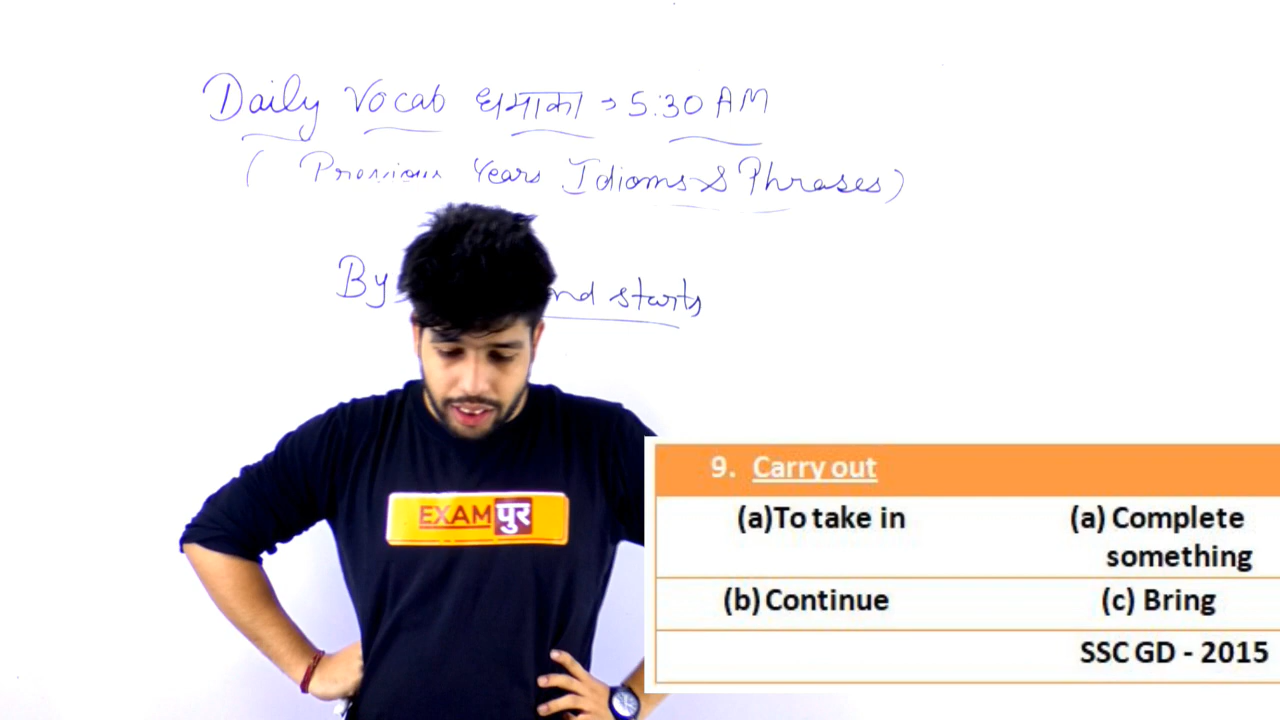 Daily Vocab धमाका → 5:30 AM
( Previous Years Idioms & Phrases)
By starts
EXAMपुर
9. Carry out
(a)To take in (a) Complete something
(b) Continue (c) Bring
SSC GD - 2015